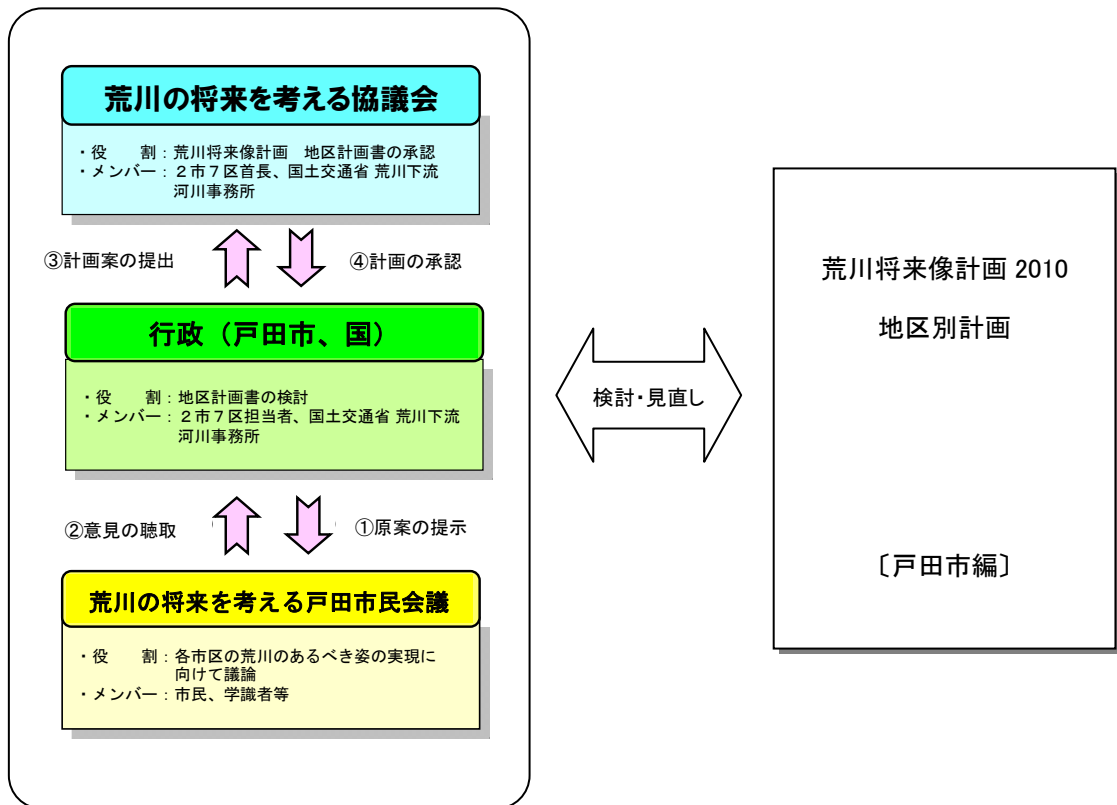 荒川の将来を考える協議会
・役　　割：荒川将来像計画　地区計画書の承認
・メンバー：２市７区首長、国土交通省 荒川下流
河川事務所
③計画案の提出
④計画の承認
行政（戸田市、国）
・役　　割：地区計画書の検討
・メンバー：２市７区担当者、国土交通省 荒川下流
河川事務所
②意見の聴取
①原案の提示
荒川の将来を考える戸田市民会議
・役　　割：各市区の荒川のあるべき姿の実現に
向けて議論
・メンバー：市民、学識者等
検討・見直し
荒川将来像計画 2010
地区別計画
〔戸田市編〕